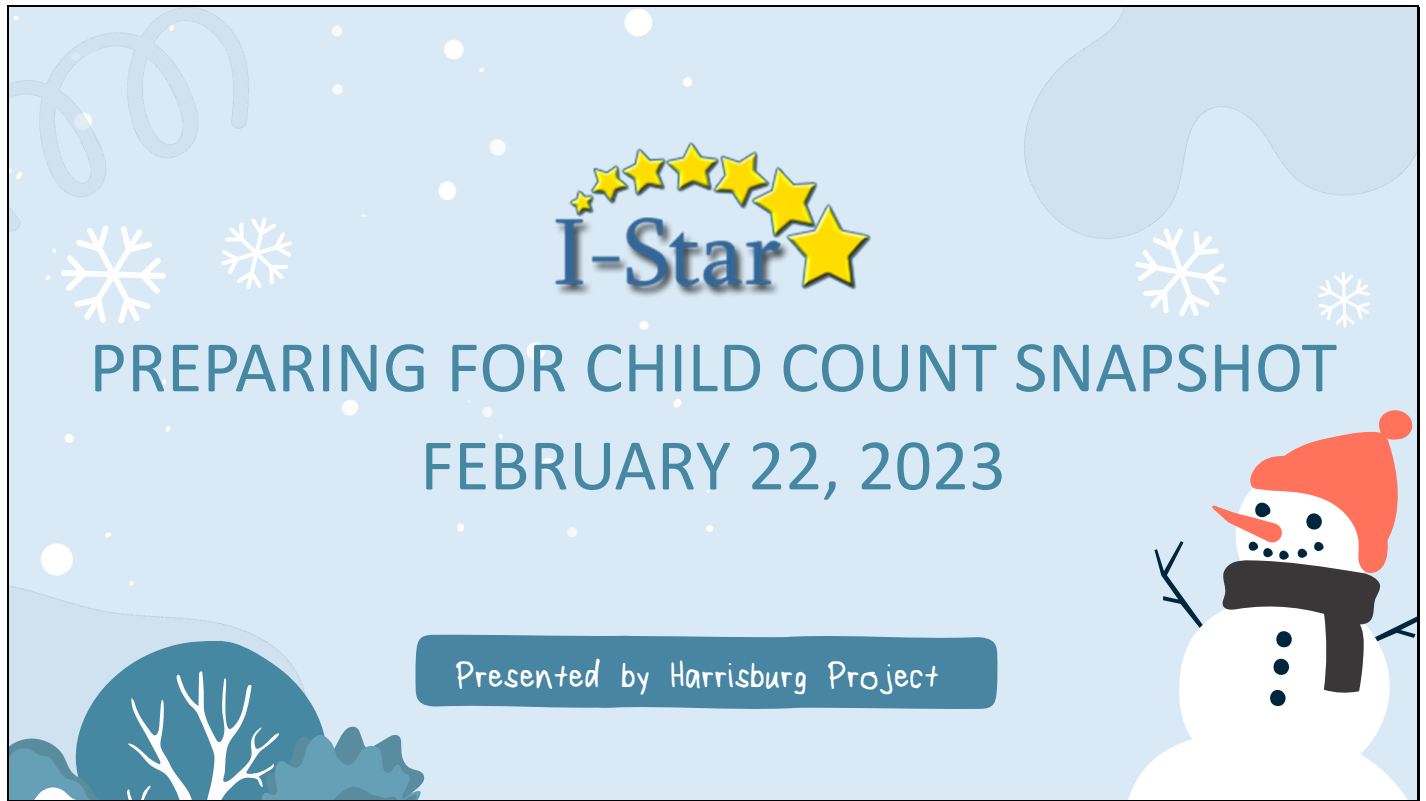 I-Star
PREPARING FOR CHILD COUNT SNAPSHOT
FEBRUARY 22, 2023
Presented by Harrisburg Project